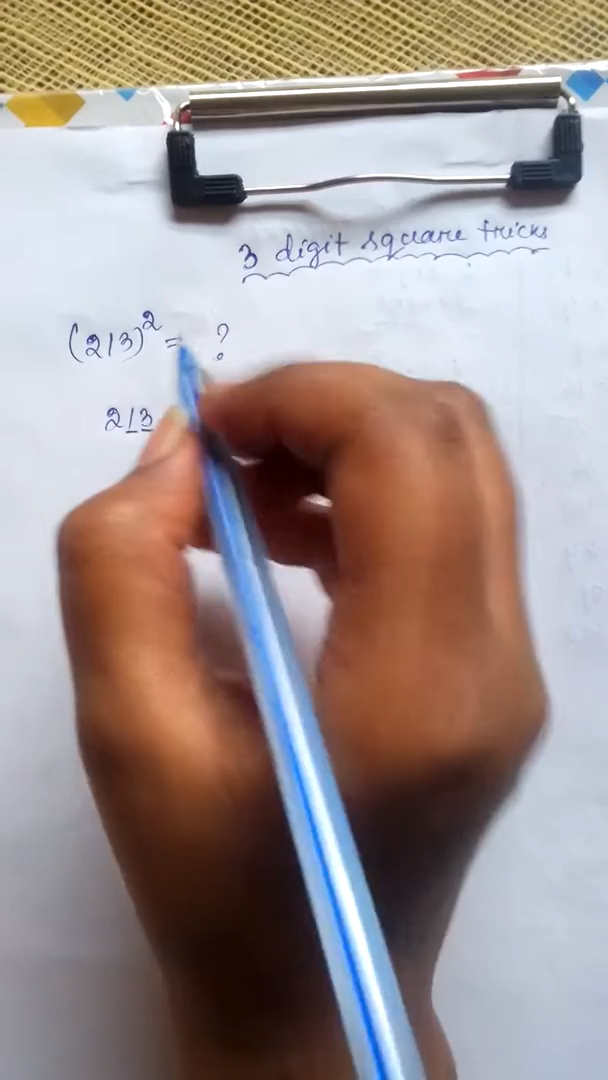 3 digit square tricks
(213)² = ?
213